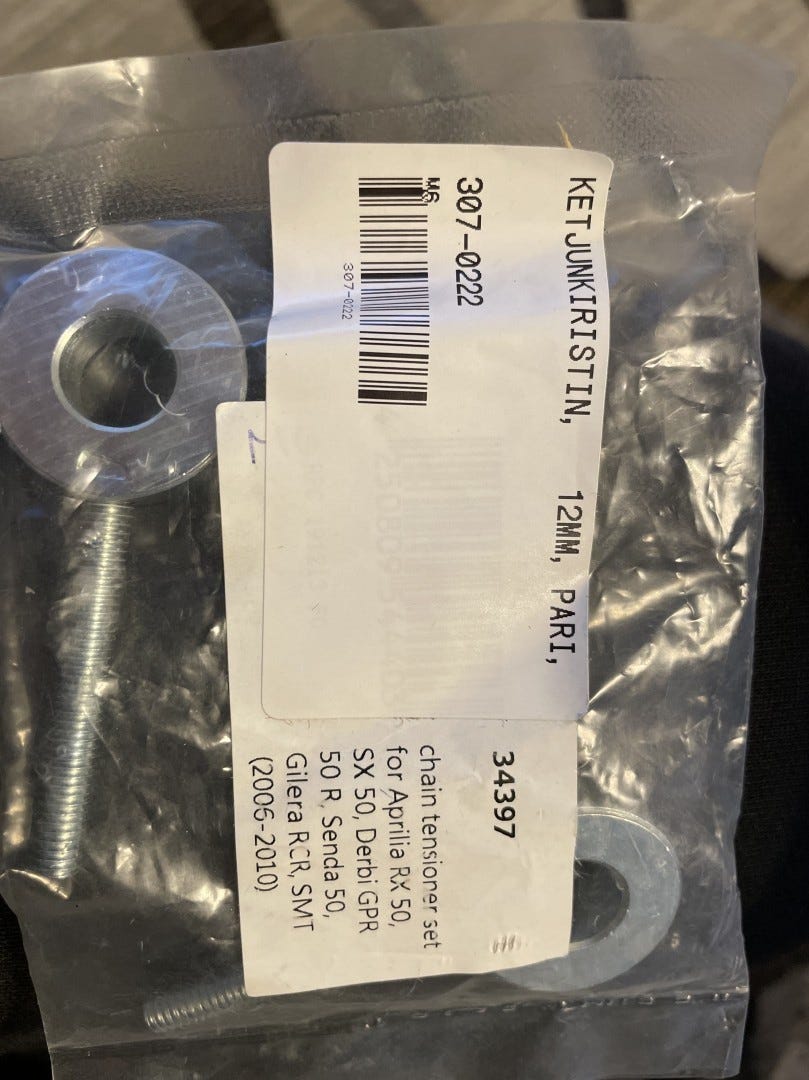 KETJUNKIRISTIN, 12MM, PARI,
307-0222
M6
307-0222
34397
chain tensioner set
for Aprilia RX 50,
SX 50, Derbi GPR
50 R, Senda 50,
Gilera RCR, SMT
(2006-2010)